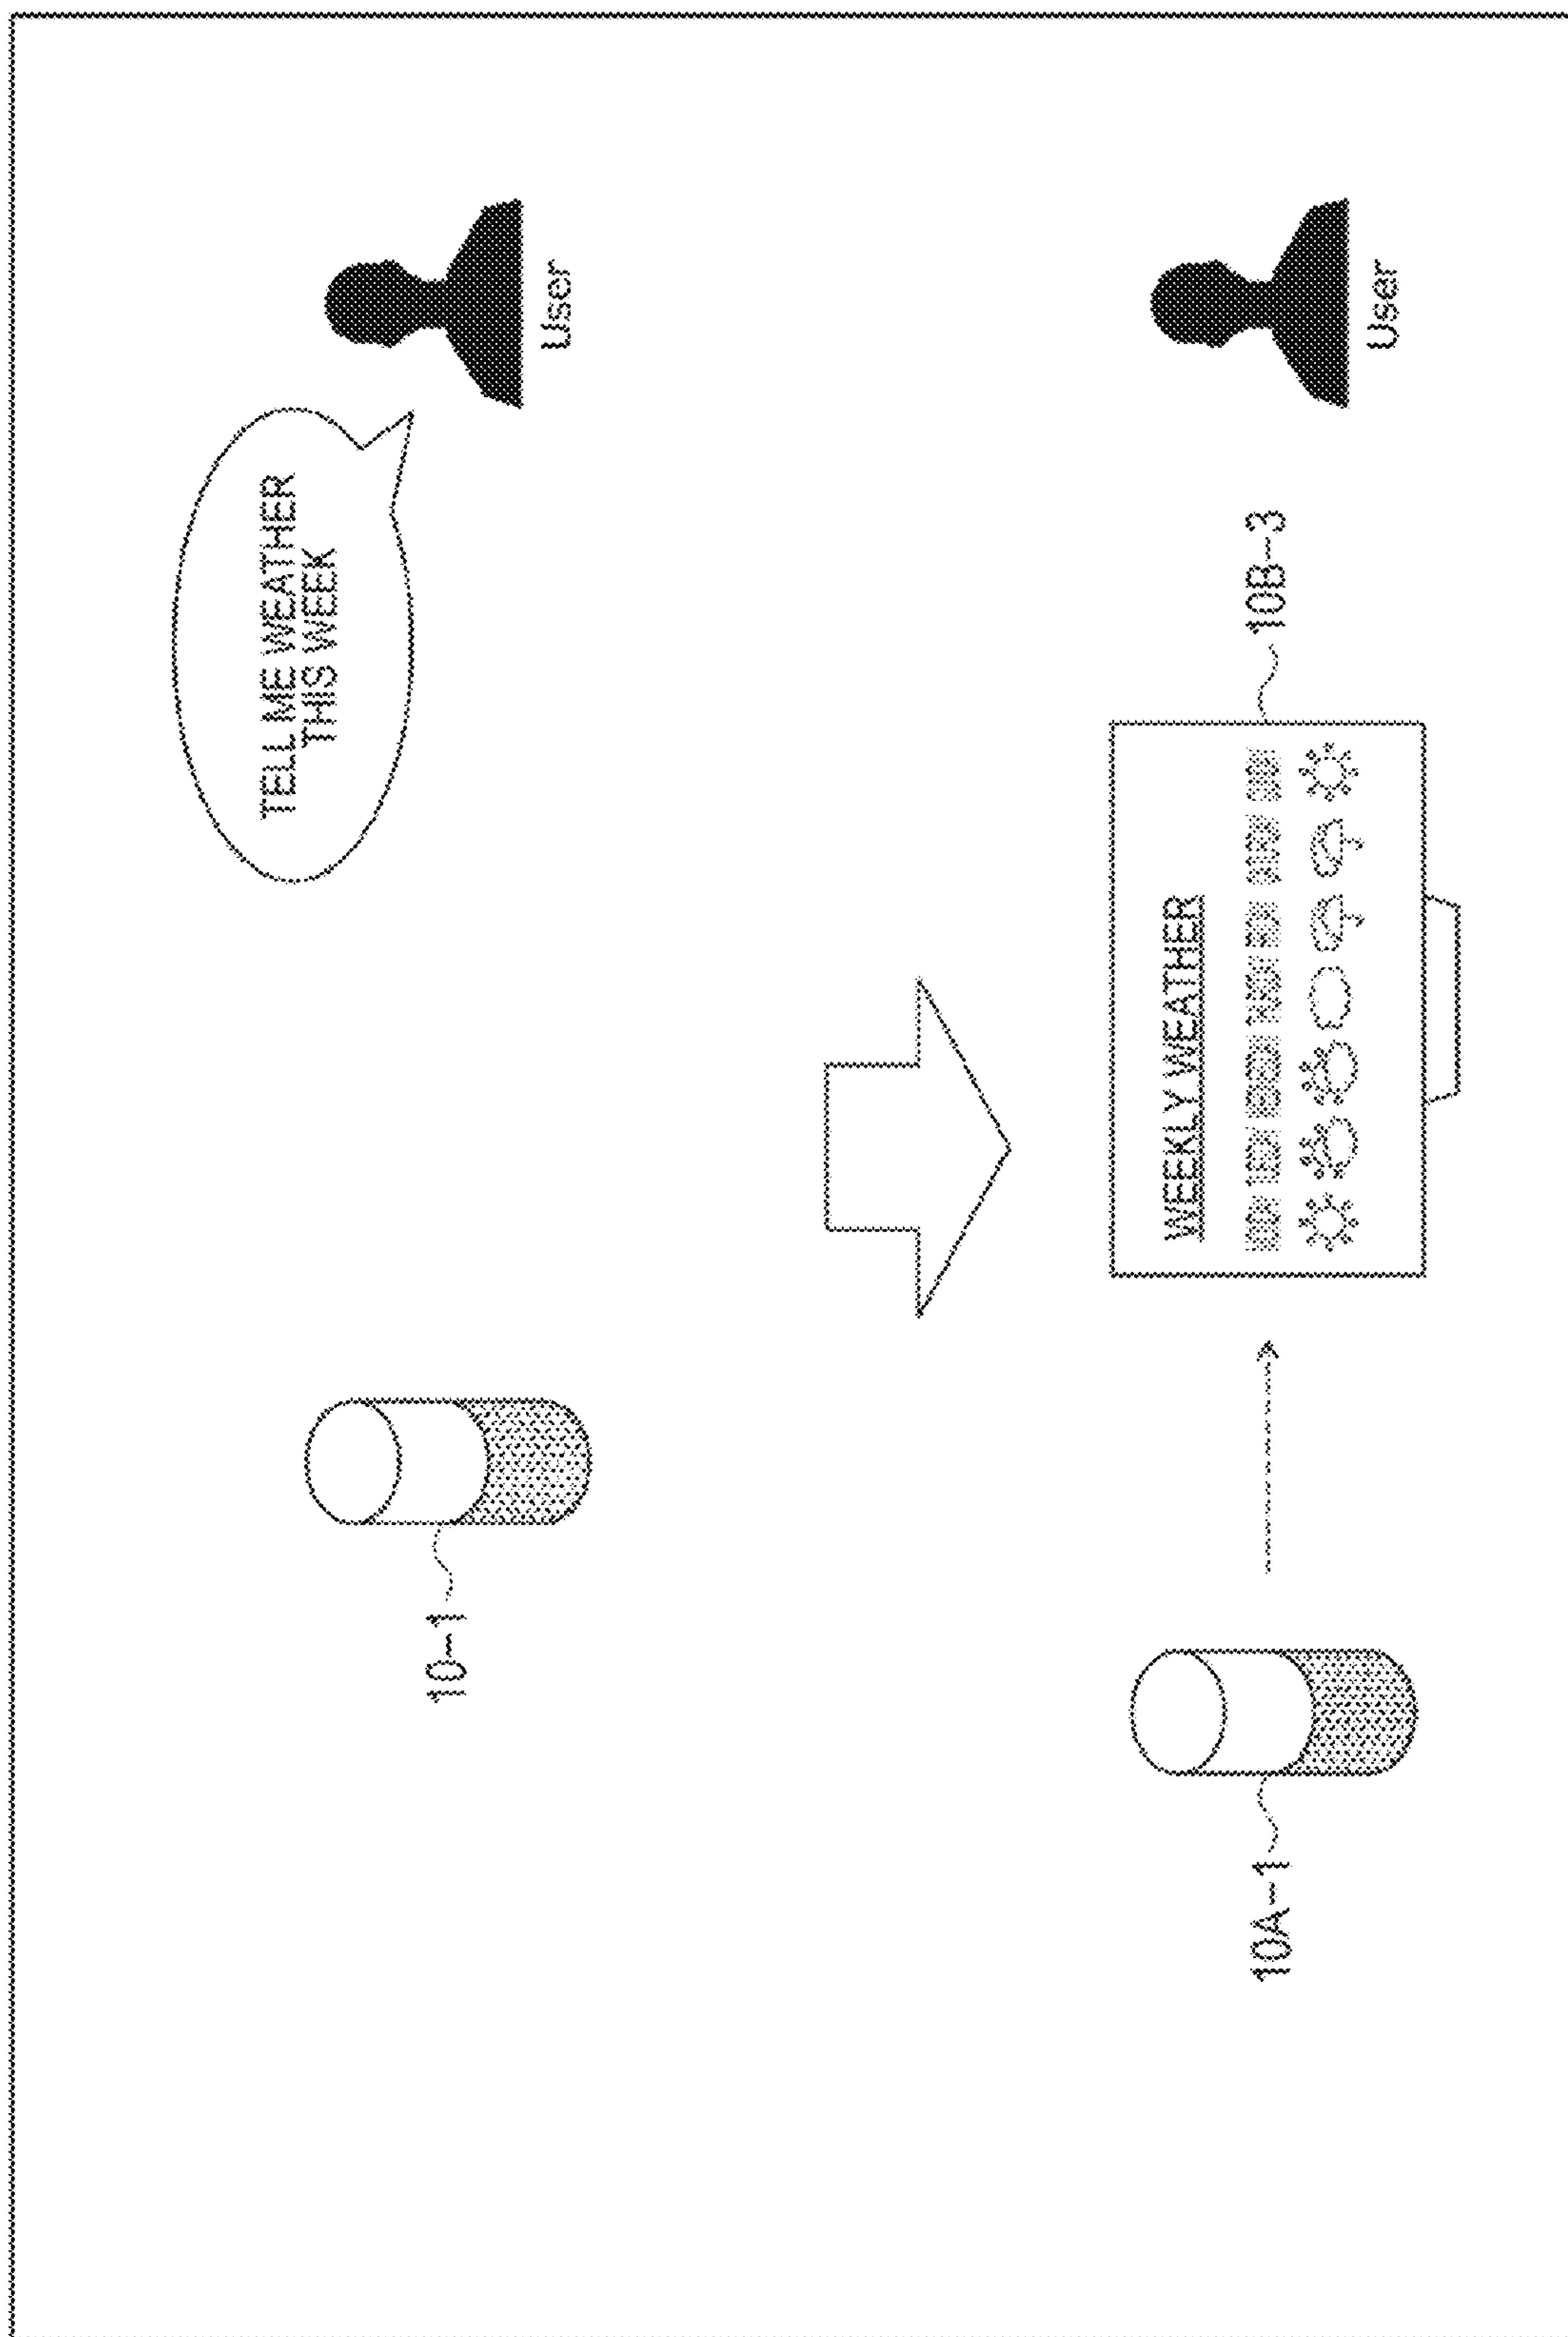 TELL ME WEATHER
THIS WEEK
User
10-1
WEEKLY WEATHER
10B-3
User
10A-1